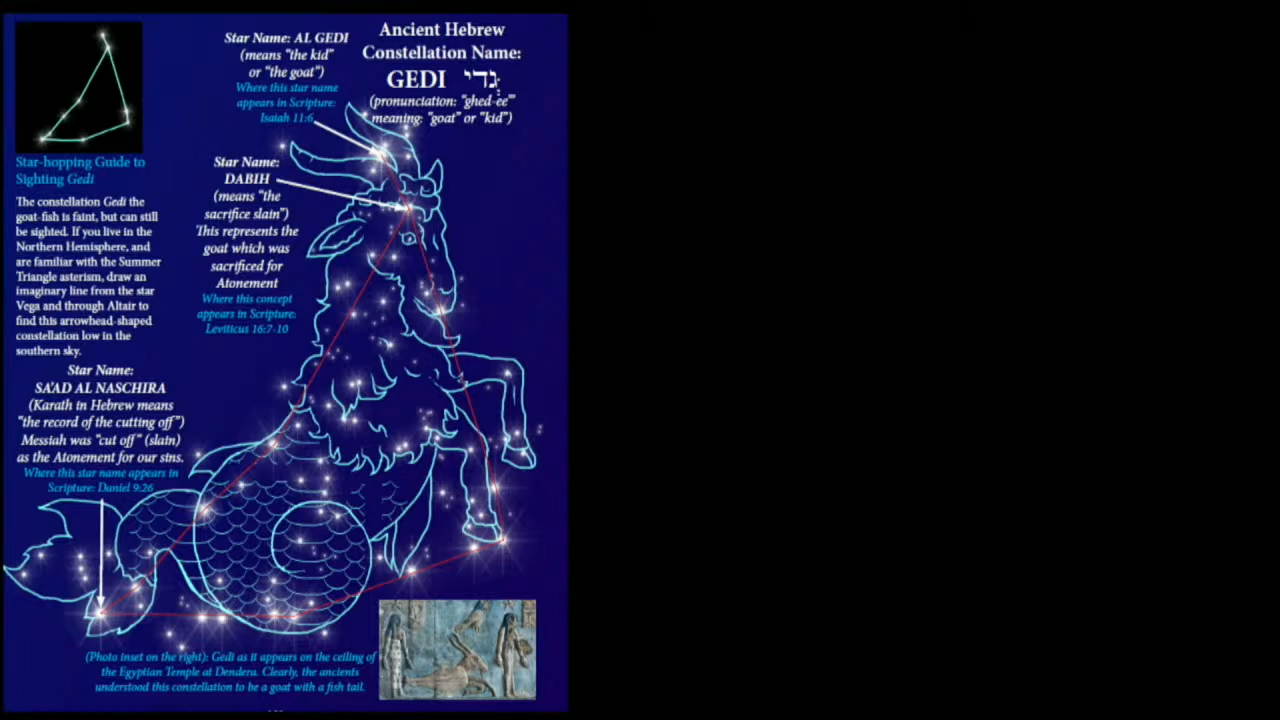 Ancient Hebrew
Constellation Name:
GEDI גְּדִי
(pronunciation: “ghed-ee”
meaning: “goat” or “kid”)
Star Name: AL GEDI
(means “the kid”
or “the goat”)
Where this star name
appears in Scripture:
Isaiah 11:6
Star-hopping Guide to
Sighting Gedi
The constellation Gedi the
goat-fish is faint, but can still
be sighted. If you live in the
Northern Hemisphere, and
are familiar with the Summer
Triangle asterism, draw an
imaginary line from the star
Vega and through Altair to
find this arrowhead-shaped
constellation low in the
southern sky.
Star Name:
DABIH
(means “the
sacrifice slain”)
This represents the
goat which was
sacrificed for
Atonement
Where this concept
appears in Scripture:
Leviticus 16:7-10
Star Name:
SA'AD AL NASCHIRA
(Karath in Hebrew means
“the record of the cutting off”)
Messiah was “cut off” (slain)
as the Atonement for our sins.
Where this star name appears in
Scripture: Daniel 9:26
(Photo inset on the right): Gedi as it appears on the ceiling of
the Egyptian Temple at Dendera. Clearly, the ancients
understood this constellation to be a goat with a fish tail.